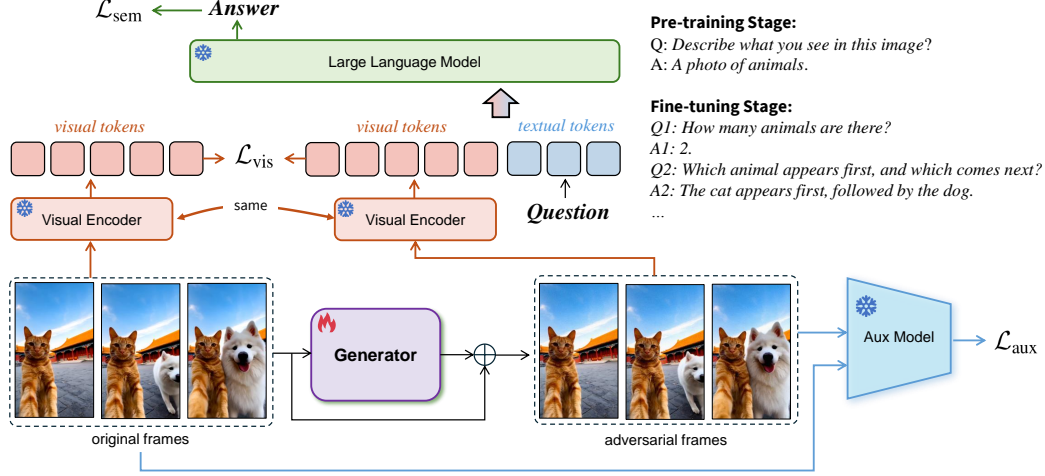 ℒsem
Answer
Large Language Model
visual tokens
visual tokens
textual tokens
ℒvis
Visual Encoder
same
Visual Encoder
Question
Pre-training Stage:
Q: Describe what you see in this image?
A: A photo of animals.
Fine-tuning Stage:
Q1: How many animals are there?
A1: 2.
Q2: Which animal appears first, and which comes next?
A2: The cat appears first, followed by the dog.
...
Generator
Aux Model
ℒaux
original frames
adversarial frames